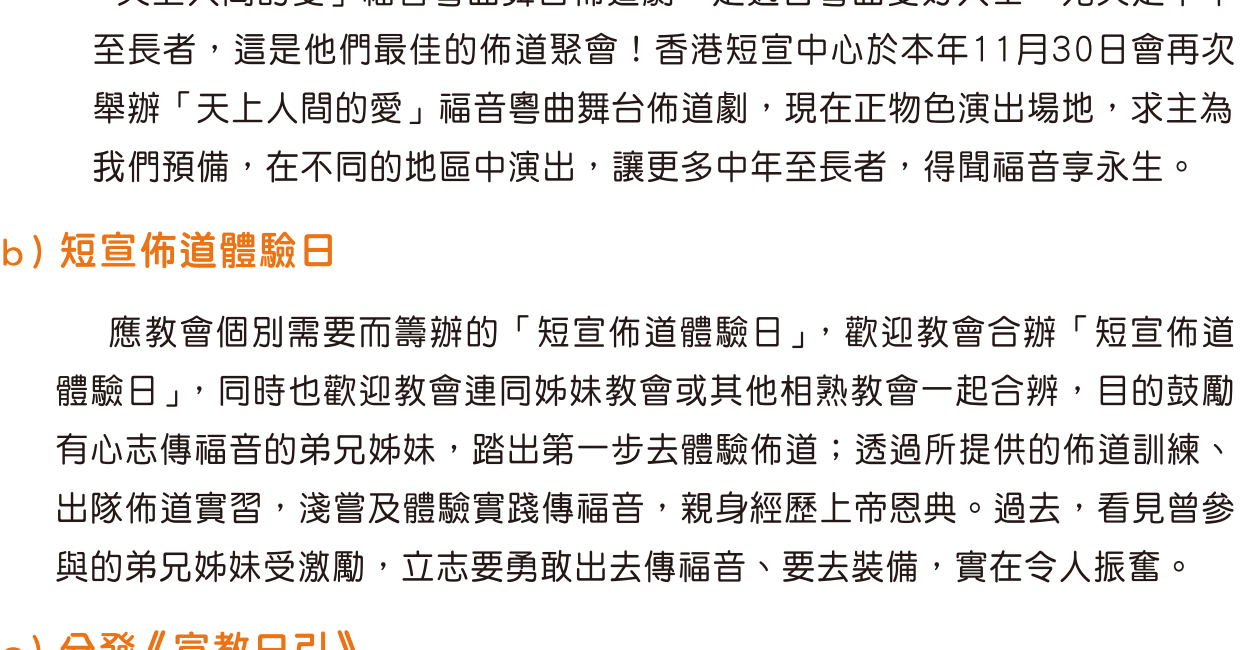 至長者，這是他們最佳的佈道聚會！香港短宣中心於本年11月30日會再次
舉辦「天上人間的愛」福音粵曲舞台佈道劇，現在正物色演出場地，求主為
我們預備，在不同的地區中演出，讓更多中年至長者，得聞福音享永生。
b) 短宣佈道體驗日
應教會個別需要而籌辦的「短宣佈道體驗日」，歡迎教會合辦「短宣佈道
體驗日」，同時也歡迎教會連同姊妹教會或其他相熟教會一起合辨，目的鼓勵
有心志傳福音的弟兄姊妹，踏出第一步去體驗佈道；透過所提供的佈道訓練、
出隊佈道實習，淺嘗及體驗實踐傳福音，親身經歷上帝恩典。過去，看見曾參
與的弟兄姊妹受激勵，立志要勇敢出去傳福音、要去裝備，實在令人振奮。
分發《宣教日引》